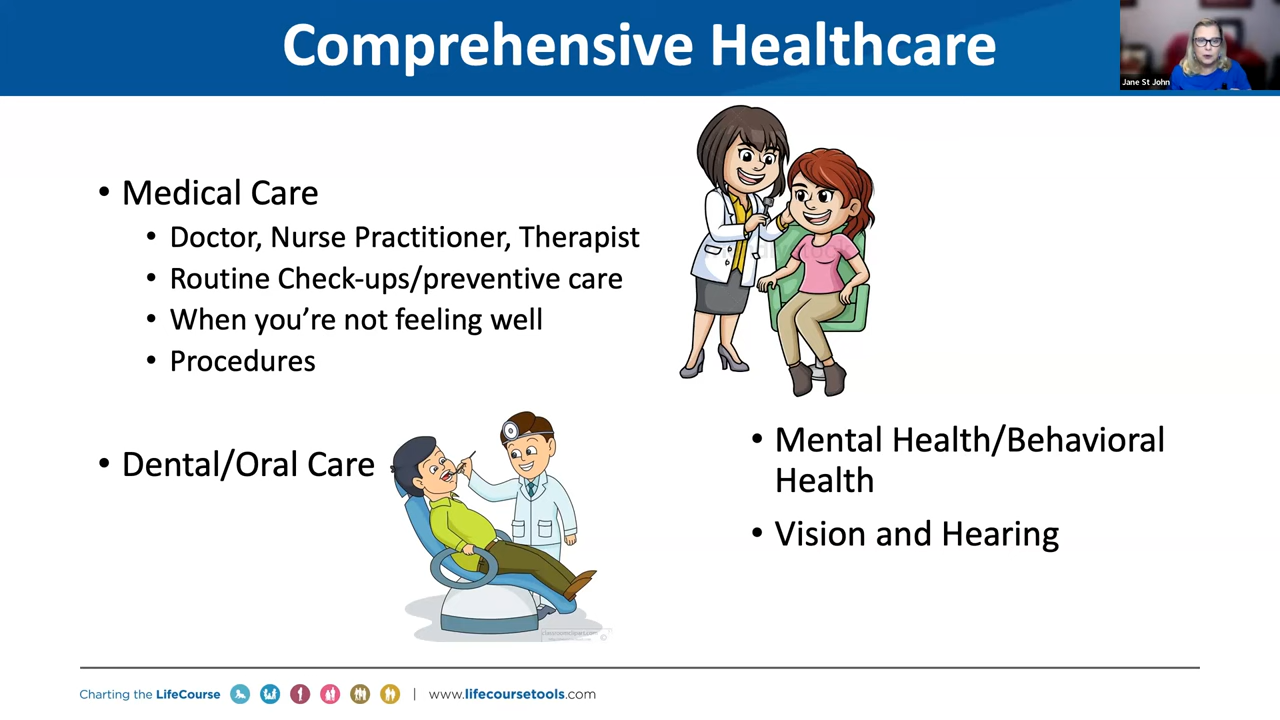 Comprehensive Healthcare
Jane St John
• Medical Care
• Doctor, Nurse Practitioner, Therapist
• Routine Check-ups/preventive care
• When you’re not feeling well
• Procedures
• Dental/Oral Care
• Mental Health/Behavioral
Health
• Vision and Hearing
Charting the LifeCourse | www.lifecoursetools.com